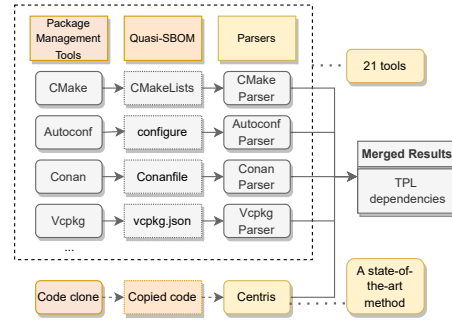 Package
Management
Tools
Quasi-SBOM
Parsers
21 tools
CMake
CMakeLists
CMake
Parser
Autoconf
configure
Autoconf
Parser
Conan
Conanfile
Conan
Parser
Merged Results
TPL
dependencies
Vcpkg
vcpkg.json
Vcpkg
Parser
...
Code clone
Copied code
Centris
A state-of-
the-art
method